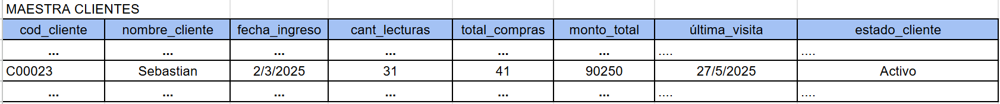 MAESTRA CLIENTES
cod_cliente nombre_cliente fecha_ingreso cant_lecturas total_compras monto_total última_visita estado_cliente
... ... ... ... ... ... .... ....
C00023 Sebastian 2/3/2025 31 41 90250 27/5/2025 Activo
... ... ... ... ... ... .... ....